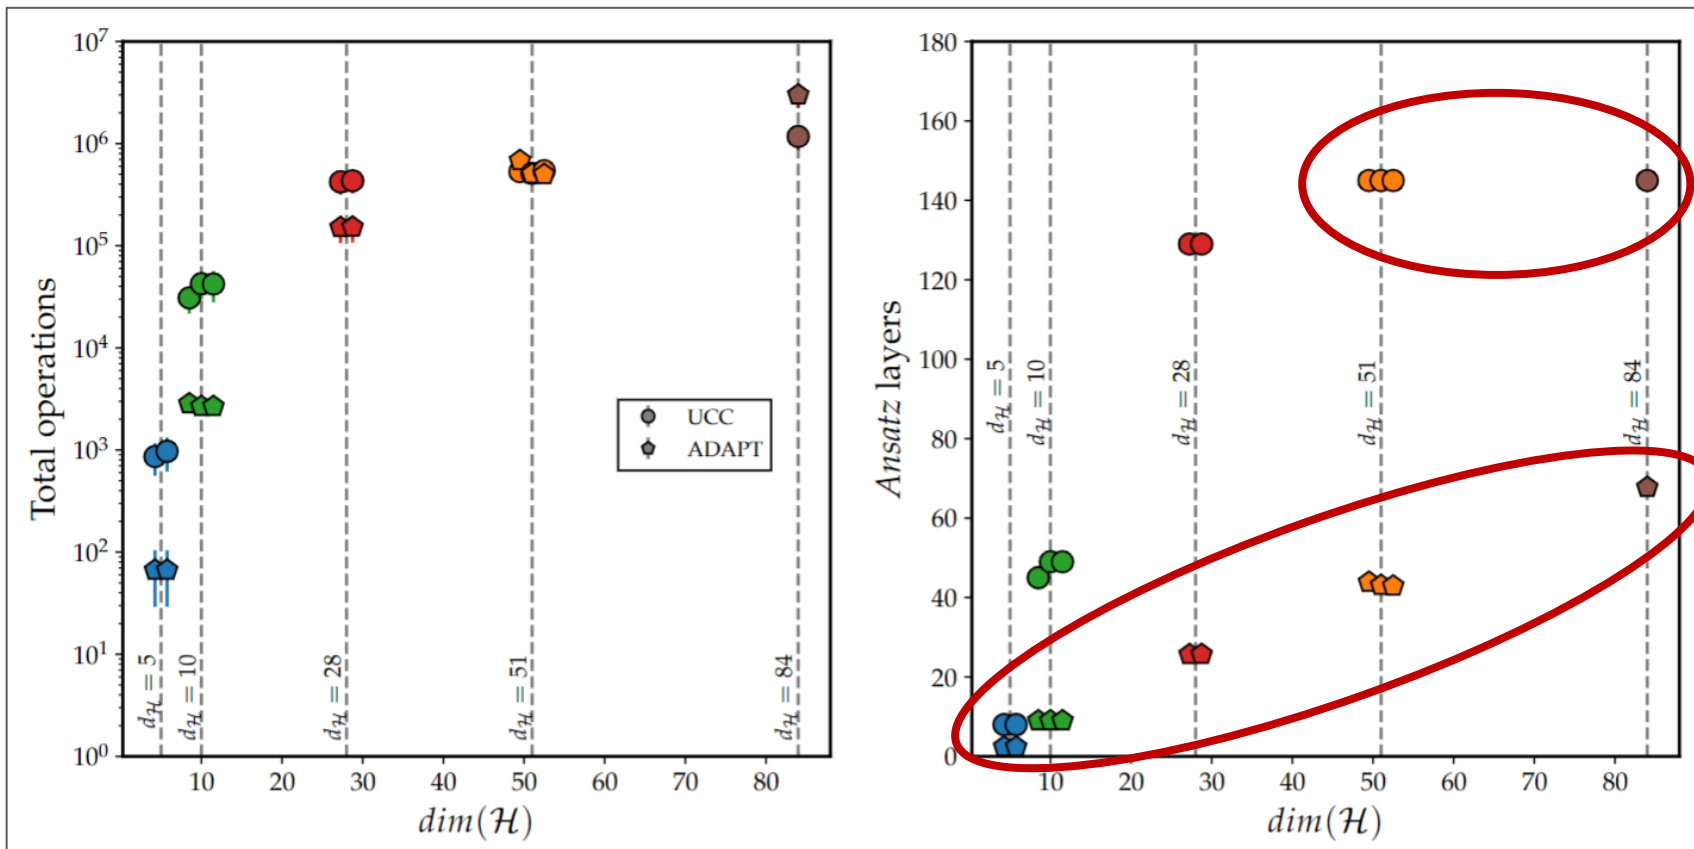 10^7
10^6
10^5
10^4
10^3
10^2
10^1
10^0
Total operations
d_ℋ = 5
d_ℋ = 10
d_ℋ = 28
d_ℋ = 51
d_ℋ = 84
UCC
ADAPT
10 20 30 40 50 60 70 80
dim(ℋ)
180
160
140
120
100
80
60
40
20
0
Ansatz layers
d_ℋ = 5
d_ℋ = 10
d_ℋ = 28
d_ℋ = 51
d_ℋ = 84
10 20 30 40 50 60 70 80
dim(ℋ)